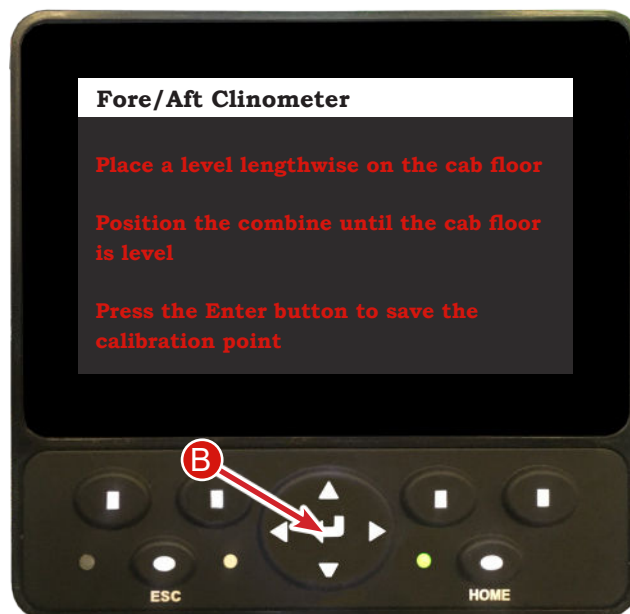 Fore/Aft Clinometer
Place a level lengthwise on the cab floor
Position the combine until the cab floor
is level
Press the Enter button to save the
calibration point
B
ESC
HOME